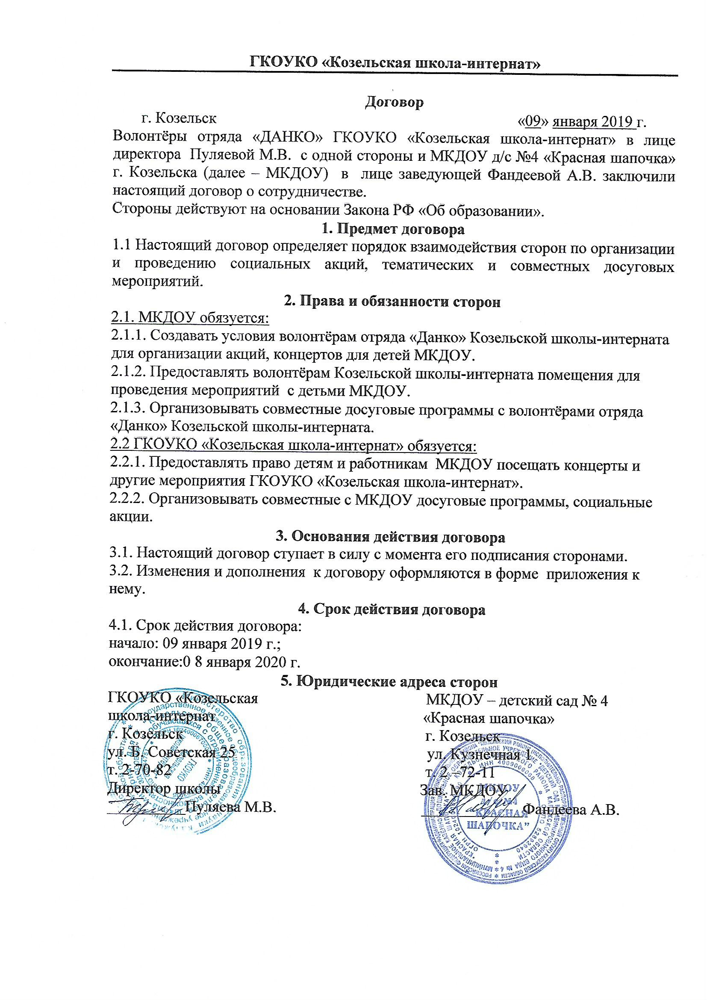 ГКОУКО «Козельская школа-интернат»
Договор
г. Козельск «09» января 2019 г.
Волонтёры отряда «ДАНКО» ГКОУКО «Козельская школа-интернат» в лице
директора Пуляевой М.В. с одной стороны и МКДОУ д/с №4 «Красная шапочка»
г. Козельска (далее – МКДОУ) в лице заведующей Фандеевой А.В. заключили
настоящий договор о сотрудничестве.
Стороны действуют на основании Закона РФ «Об образовании».
1. Предмет договора
1.1 Настоящий договор определяет порядок взаимодействия сторон по организации
и проведению социальных акций, тематических и совместных досуговых
мероприятий.
2. Права и обязанности сторон
2.1. МКДОУ обязуется:
2.1.1. Создавать условия волонтёрам отряда «Данко» Козельской школы-интерната
для организации акций, концертов для детей МКДОУ.
2.1.2. Предоставлять волонтёрам Козельской школы-интерната помещения для
проведения мероприятий с детьми МКДОУ.
2.1.3. Организовывать совместные досуговые программы с волонтёрами отряда
«Данко» Козельской школы-интерната.
2.2 ГКОУКО «Козельская школа-интернат» обязуется:
2.2.1. Предоставлять право детям и работникам МКДОУ посещать концерты и
другие мероприятия ГКОУКО «Козельская школа-интернат».
2.2.2. Организовывать совместные с МКДОУ досуговые программы, социальные
акции.
3. Основания действия договора
3.1. Настоящий договор ступает в силу с момента его подписания сторонами.
3.2. Изменения и дополнения к договору оформляются в форме приложения к
нему.
4. Срок действия договора
4.1. Срок действия договора:
начало: 09 января 2019 г.;
окончание:0 8 января 2020 г.
5. Юридические адреса сторон
ГКОУКО «Козельская МКДОУ – детский сад № 4
школа-интернат «Красная шапочка»
г. Козельск г. Козельск
ул. Б. Советская 25 ул. Кузнечная 1
т. 2-70-82 т. 2 –72-11
Директор школы Зав. МКДОУ
Пуляева М.В. Фандеева А.В.
МКДОУ
д/с №4
"КРАСНАЯ
ШАПОЧКА"